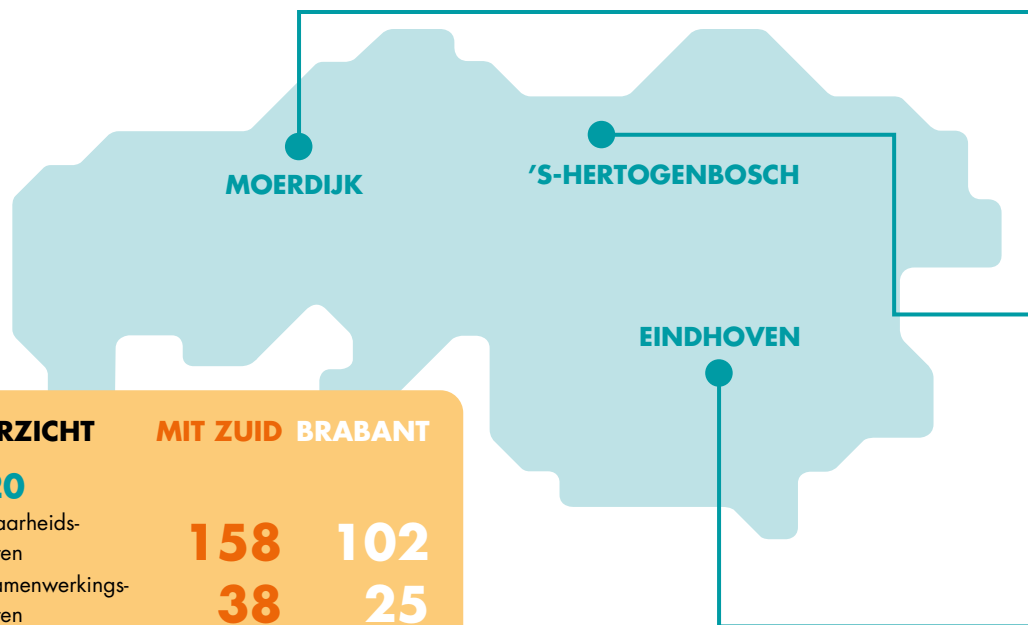 MOERDIJK
'S-HERTOGENBOSCH
EINDHOVEN
MIT ZUID BRABANT
158 102
38 25